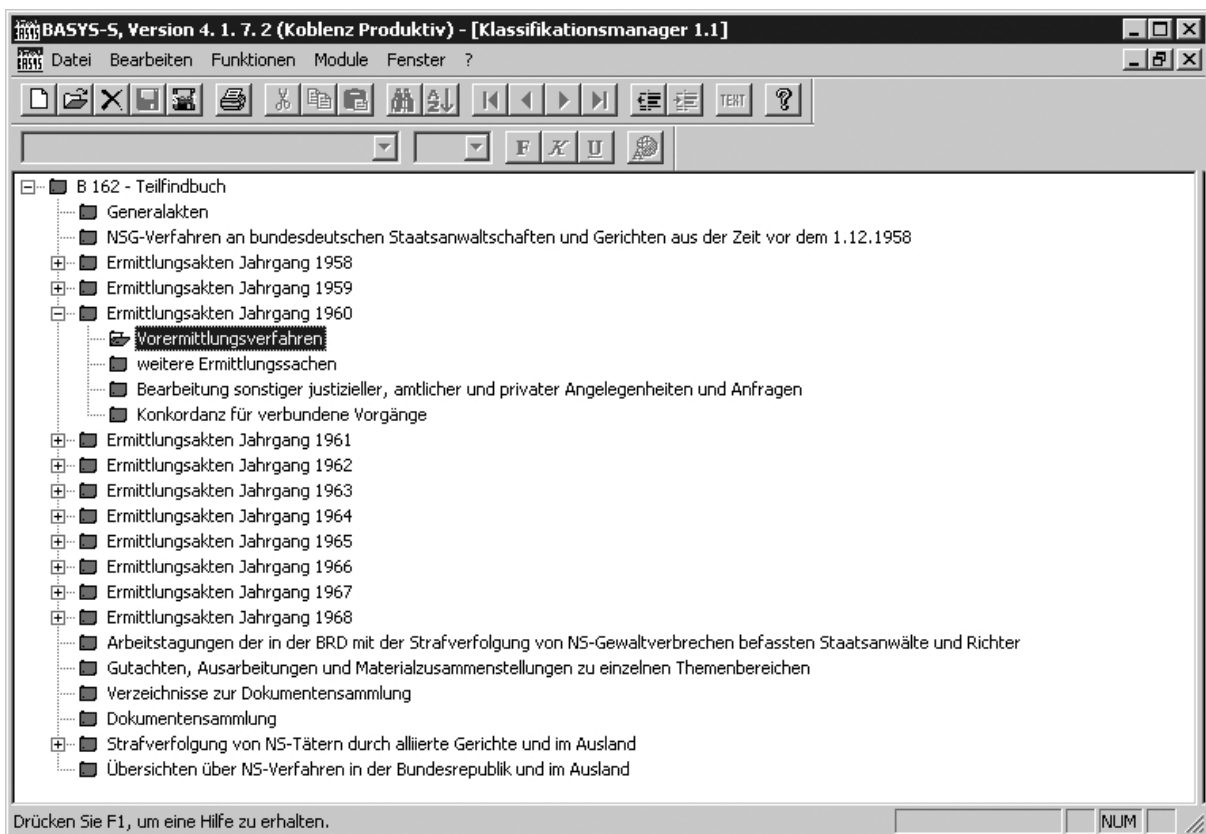 BASYS-S, Version 4. 1. 7. 2 (Koblenz Produktiv) - [Klassifikationsmanager 1.1]
Datei Bearbeiten Funktionen Module Fenster ?
TEXT
F K U
B 162 - Teilfindbuch
Generalakten
NSG-Verfahren an bundesdeutschen Staatsanwaltschaften und Gerichten aus der Zeit vor dem 1.12.1958
Ermittlungsakten Jahrgang 1958
Ermittlungsakten Jahrgang 1959
Ermittlungsakten Jahrgang 1960
Vorermittlungsverfahren
weitere Ermittlungssachen
Bearbeitung sonstiger justizieller, amtlicher und privater Angelegenheiten und Anfragen
Konkordanz für verbundene Vorgänge
Ermittlungsakten Jahrgang 1961
Ermittlungsakten Jahrgang 1962
Ermittlungsakten Jahrgang 1963
Ermittlungsakten Jahrgang 1964
Ermittlungsakten Jahrgang 1965
Ermittlungsakten Jahrgang 1966
Ermittlungsakten Jahrgang 1967
Ermittlungsakten Jahrgang 1968
Arbeitstagungen der in der BRD mit der Strafverfolgung von NS-Gewaltverbrechen befassten Staatsanwälte und Richter
Gutachten, Ausarbeitungen und Materialzusammenstellungen zu einzelnen Themenbereichen
Verzeichnisse zur Dokumentensammlung
Dokumentensammlung
Strafverfolgung von NS-Tätern durch alliierte Gerichte und im Ausland
Übersichten über NS-Verfahren in der Bundesrepublik und im Ausland
Drücken Sie F1, um eine Hilfe zu erhalten.
NUM